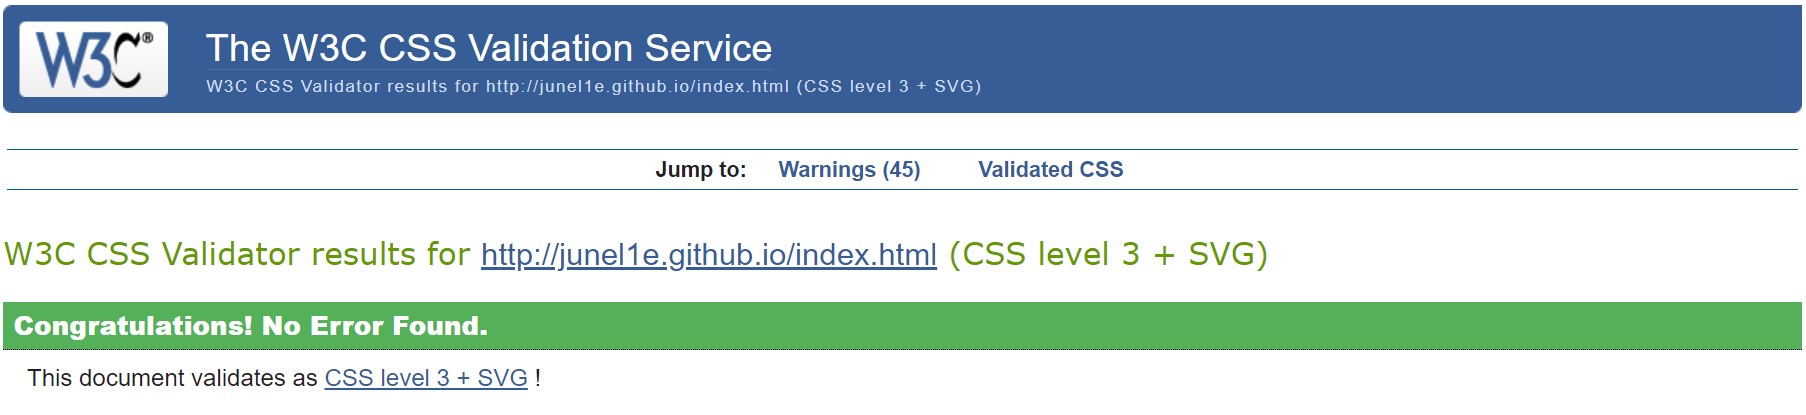 W3C®
The W3C CSS Validation Service
W3C CSS Validator results for http://junel1e.github.io/index.html (CSS level 3 + SVG)
Jump to: Warnings (45) Validated CSS
W3C CSS Validator results for http://junel1e.github.io/index.html (CSS level 3 + SVG)
Congratulations! No Error Found.
This document validates as CSS level 3 + SVG !